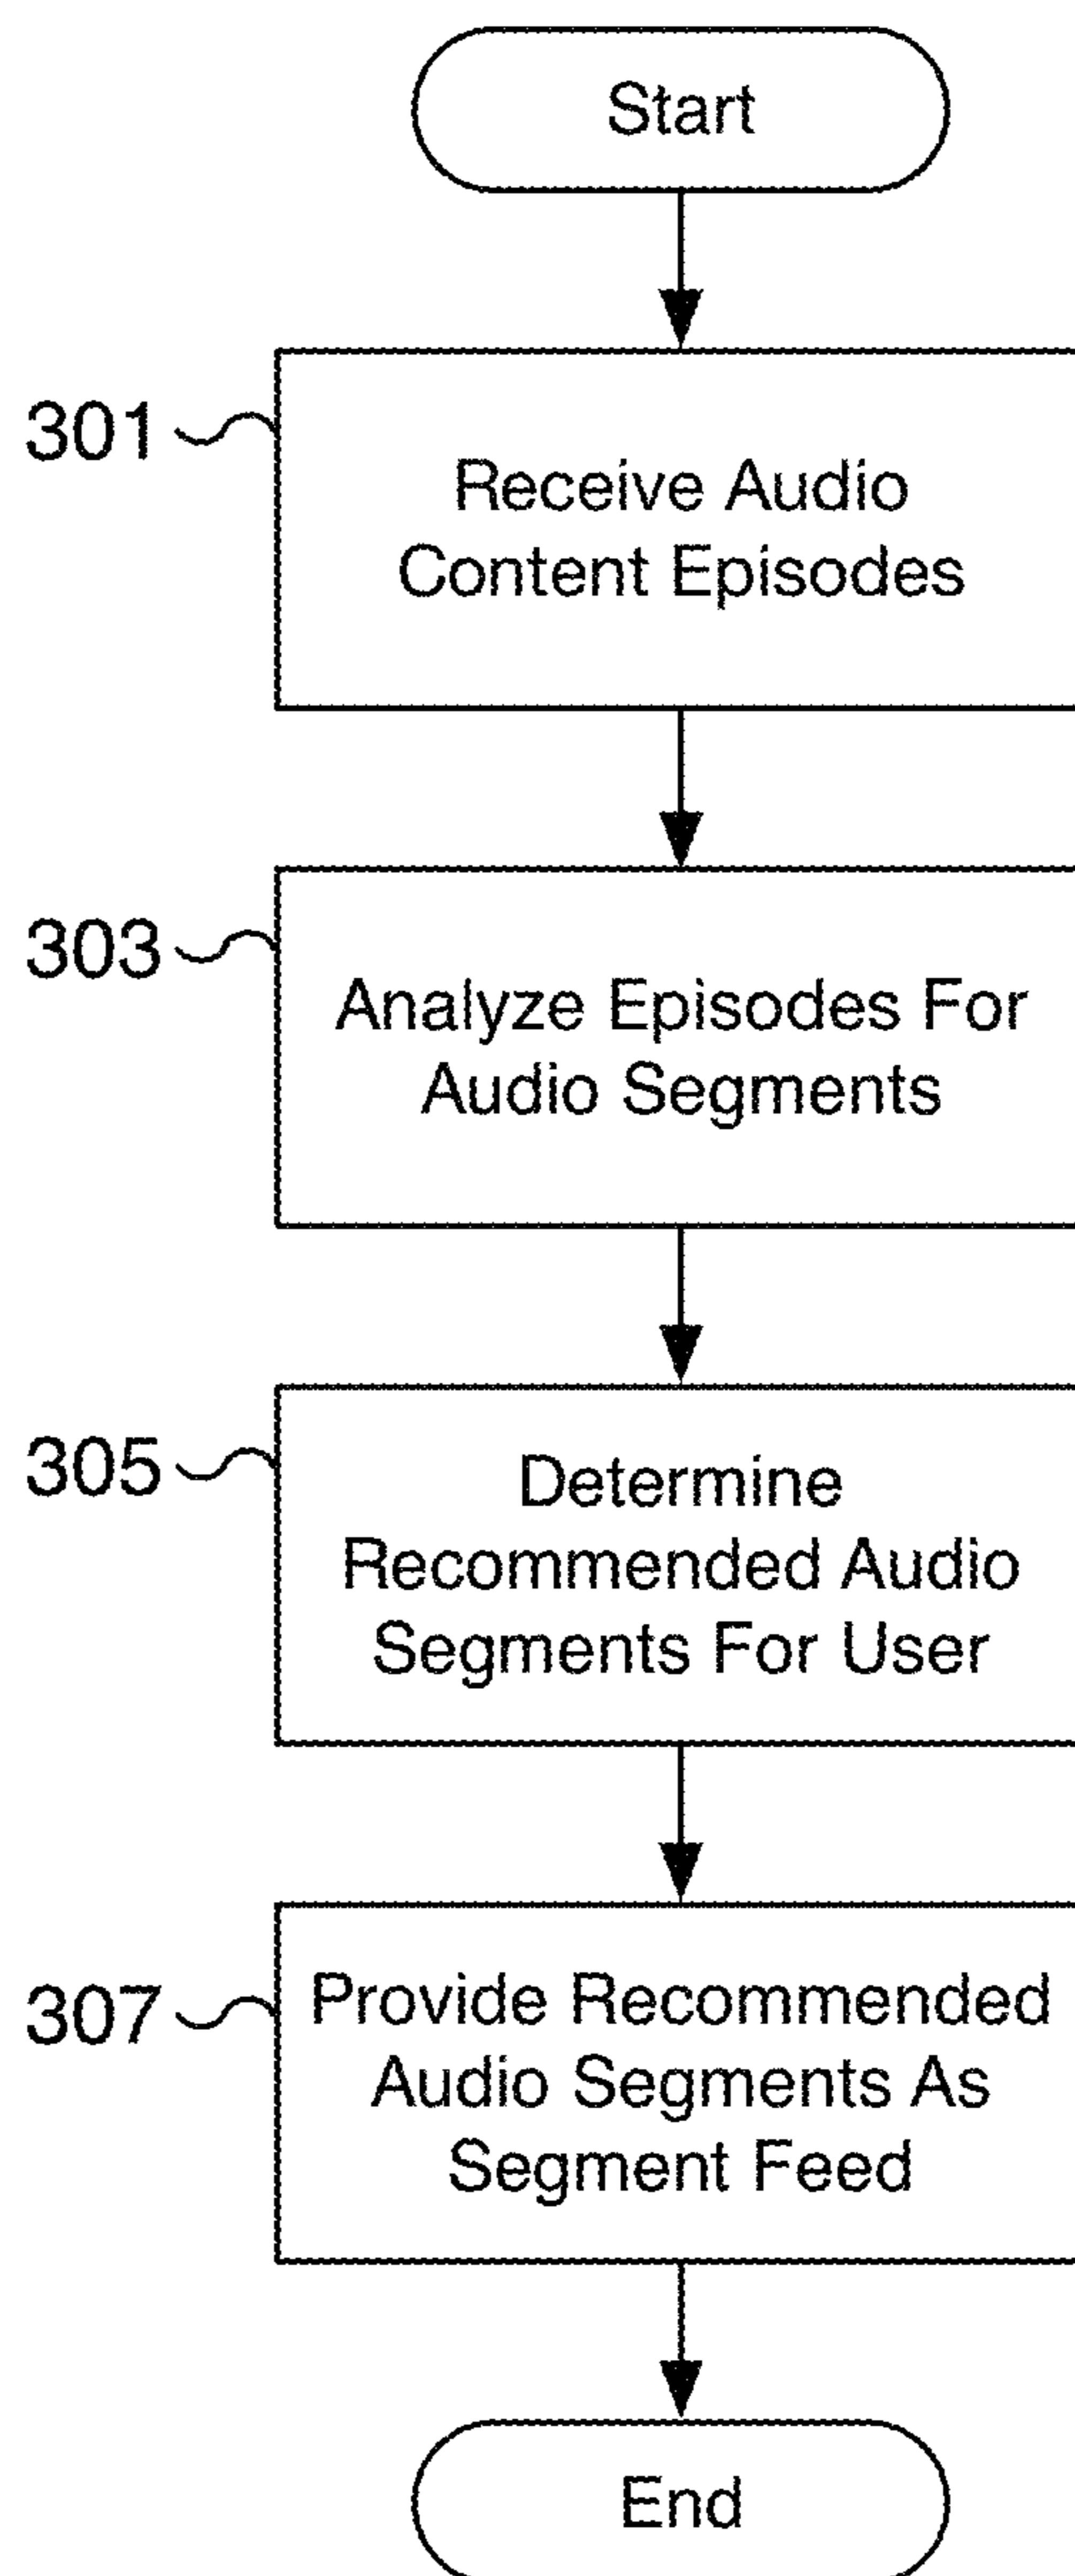 Start
301
Receive Audio
Content Episodes
303
Analyze Episodes For
Audio Segments
305
Determine
Recommended Audio
Segments For User
307
Provide Recommended
Audio Segments As
Segment Feed
End